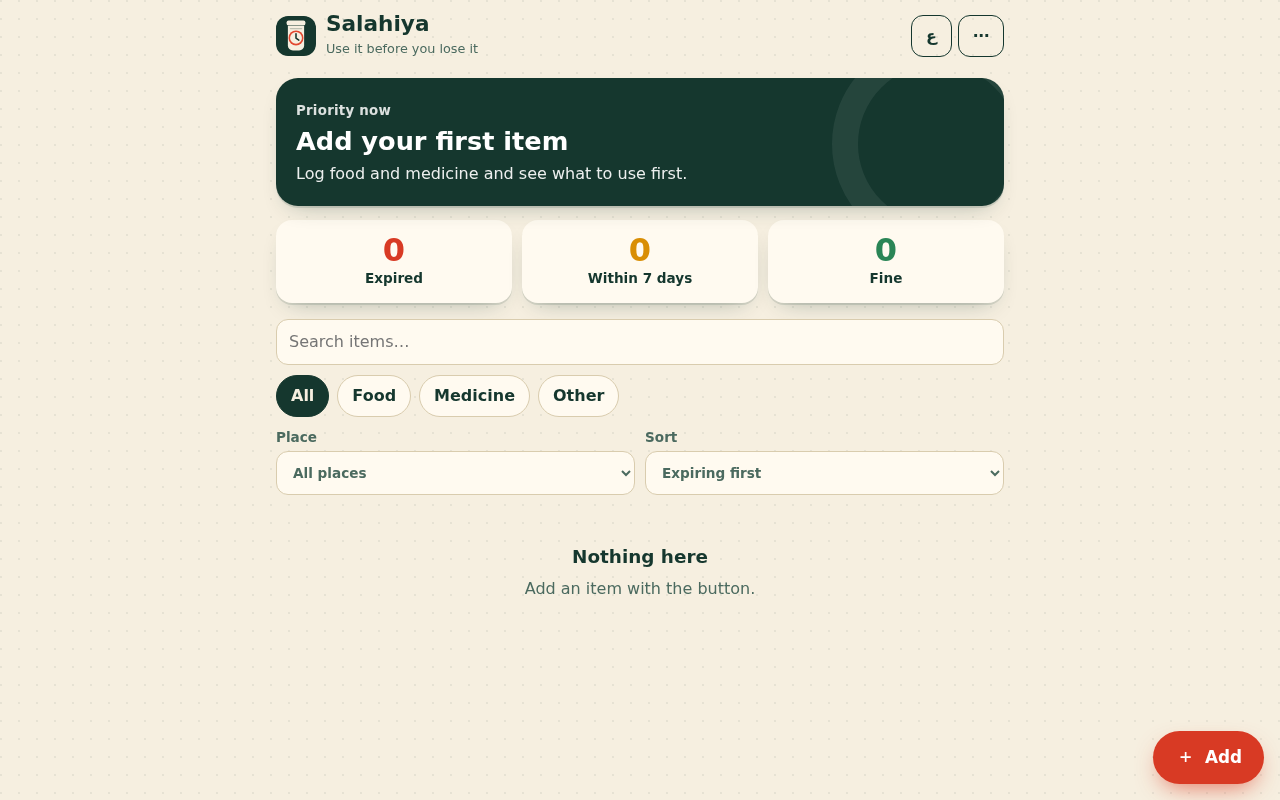 Salahiya
Use it before you lose it
ع
...
Priority now
Add your first item
Log food and medicine and see what to use first.
0
Expired
0
Within 7 days
0
Fine
Search items...
All
Food
Medicine
Other
Place
Sort
All places
Expiring first
Nothing here
Add an item with the button.
+ Add